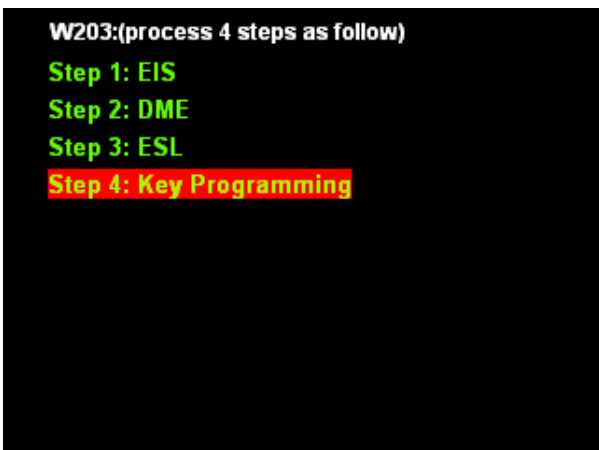 W203:(process 4 steps as follow)
Step 1: EIS
Step 2: DME
Step 3: ESL
Step 4: Key Programming